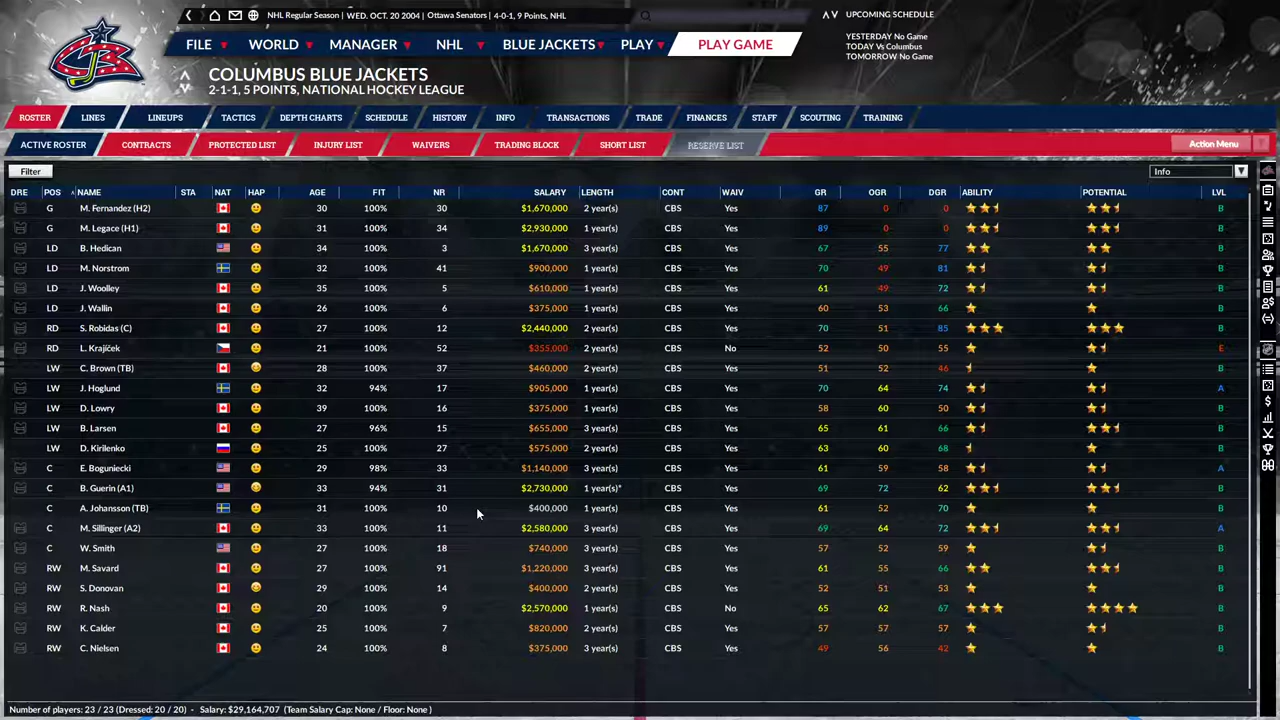 NHL Regular Season | WED. OCT. 20 2004 | Ottawa Senators | 4-0-1, 9 Points, NHL
UPCOMING SCHEDULE
YESTERDAY No Game
TODAY Vs Columbus
TOMORROW No Game
FILE WORLD MANAGER NHL BLUE JACKETS PLAY PLAY GAME
COLUMBUS BLUE JACKETS
2-1-1, 5 POINTS, NATIONAL HOCKEY LEAGUE
ROSTER LINES LINEUPS TACTICS DEPTH CHARTS SCHEDULE HISTORY INFO TRANSACTIONS TRADE FINANCES STAFF SCOUTING TRAINING
ACTIVE ROSTER CONTRACTS PROTECTED LIST INJURY LIST WAIVERS TRADING BLOCK SHORT LIST RESERVE LIST Action Menu
Filter Info
DRE POS NAME STA NAT HAP AGE FIT NR SALARY LENGTH CONT WAIV GR OGR DGR ABILITY POTENTIAL LVL
G M. Fernandez (H2) 30 100% 30 $1,670,000 2 year(s) CBS Yes 87 0 0 B
G M. Legace (H1) 31 100% 34 $2,930,000 1 year(s) CBS Yes 89 0 0 B
LD B. Hedican 34 100% 3 $1,670,000 3 year(s) CBS Yes 67 55 77 B
LD M. Norstrom 32 100% 41 $900,000 1 year(s) CBS Yes 70 49 81 B
LD J. Woolley 35 100% 5 $610,000 1 year(s) CBS Yes 61 49 72 B
LD J. Wallin 26 100% 6 $375,000 1 year(s) CBS Yes 60 53 66 B
RD S. Robidas (C) 27 100% 12 $2,440,000 2 year(s) CBS Yes 70 51 85 B
RD L. Krajíček 21 100% 52 $355,000 2 year(s) CBS No 52 50 55 E
LW C. Brown (TB) 28 100% 37 $460,000 2 year(s) CBS Yes 51 52 46 B
LW J. Hoglund 32 94% 17 $905,000 1 year(s) CBS Yes 70 64 74 A
LW D. Lowry 39 100% 16 $375,000 1 year(s) CBS Yes 58 60 50 B
LW B. Larsen 27 96% 15 $655,000 1 year(s) CBS Yes 65 61 66 B
LW D. Kirilenko 25 100% 27 $575,000 2 year(s) CBS Yes 63 60 68 B
C E. Boguniecki 29 98% 33 $1,140,000 3 year(s) CBS Yes 61 59 58 A
C B. Guerin (A1) 33 94% 31 $2,730,000 1 year(s)* CBS Yes 69 72 62 B
C A. Johansson (TB) 31 100% 10 $400,000 1 year(s) CBS Yes 61 52 70 B
C M. Sillinger (A2) 33 100% 11 $2,580,000 3 year(s) CBS Yes 69 64 72 A
C W. Smith 27 100% 18 $740,000 3 year(s) CBS Yes 57 52 59 B
RW M. Savard 27 100% 91 $1,220,000 3 year(s) CBS Yes 61 55 66 B
RW S. Donovan 29 100% 14 $400,000 2 year(s) CBS Yes 52 51 53 B
RW R. Nash 20 100% 9 $2,570,000 1 year(s) CBS No 65 62 67 B
RW K. Calder 25 100% 7 $820,000 2 year(s) CBS Yes 57 57 57 B
RW C. Nielsen 24 100% 8 $375,000 3 year(s) CBS Yes 49 56 42 B
Number of players: 23 / 23 (Dressed: 20 / 20) - Salary: $29,164,707 (Team Salary Cap: None / Floor: None )